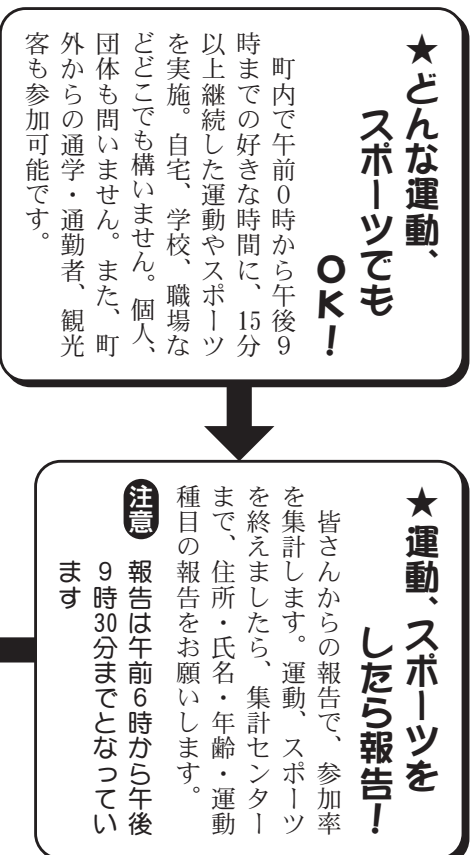 ★どんな運動、
スポーツでも
OK!
町内で午前0時から午後9
時までの好きな時間に、15分
以上継続した運動やスポーツ
を実施。自宅、学校、職場な
どどこでも構いません。個人、
団体も問いません。また、町
外からの通学・通勤者、観光
客も参加可能です。
★運動、スポーツを
したら報告!
皆さんからの報告で、参加率
を集計します。運動、スポーツ
を終えましたら、集計センター
まで、住所・氏名・年齢・運動
種目の報告をお願いします。
注意
報告は午前6時から午後
9時30分までとなってい
ます